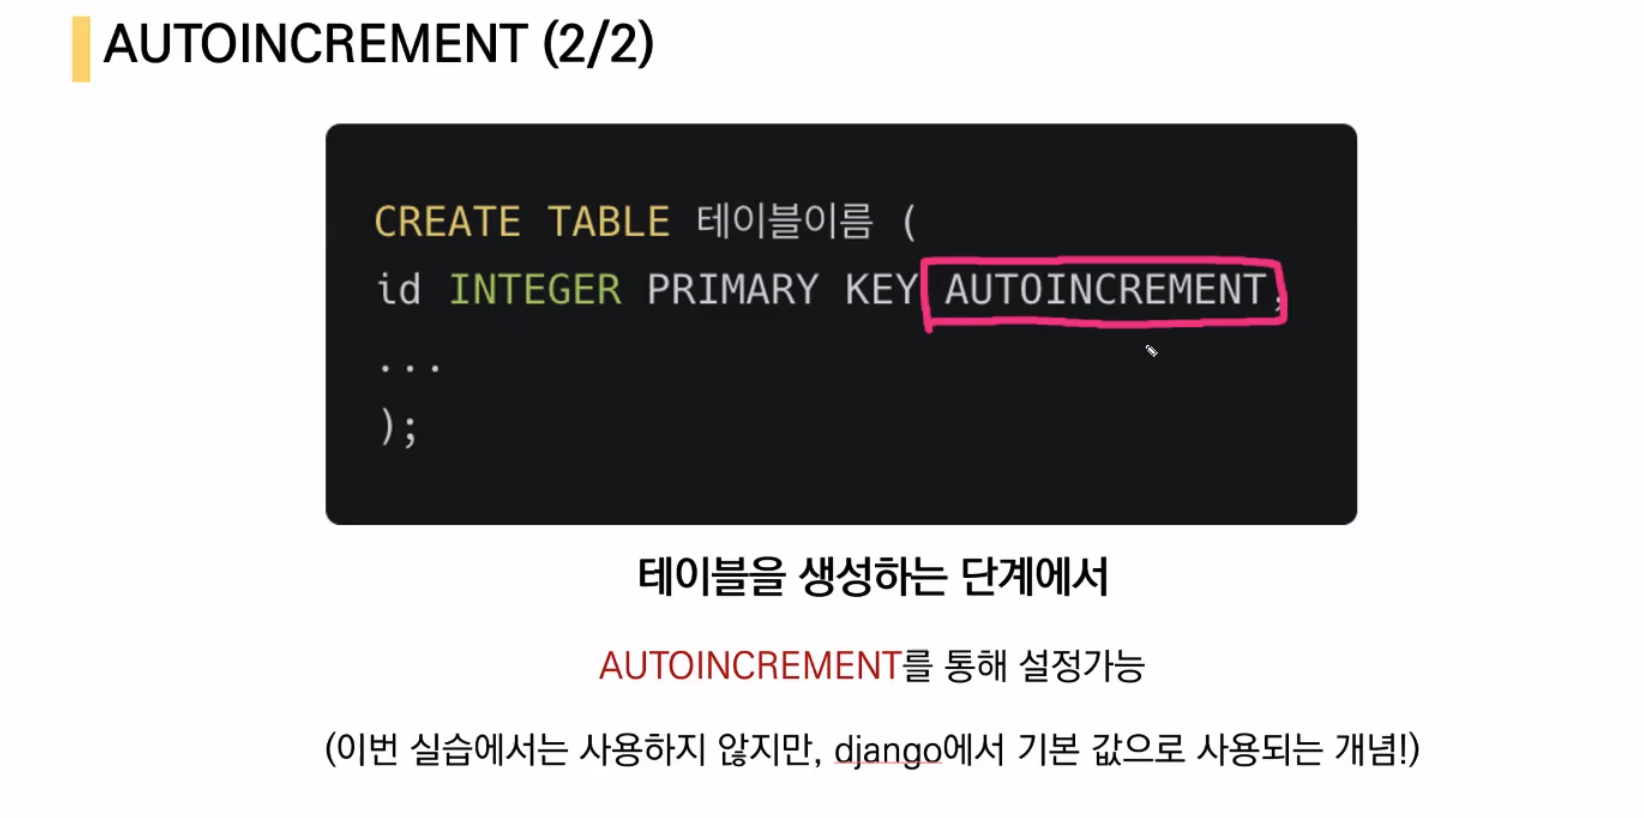 AUTOINCREMENT (2/2)
CREATE TABLE 테이블이름 (
id INTEGER PRIMARY KEY AUTOINCREMENT,
...
);
테이블을 생성하는 단계에서
AUTOINCREMENT를 통해 설정가능
(이번 실습에서는 사용하지 않지만, django에서 기본 값으로 사용되는 개념!)